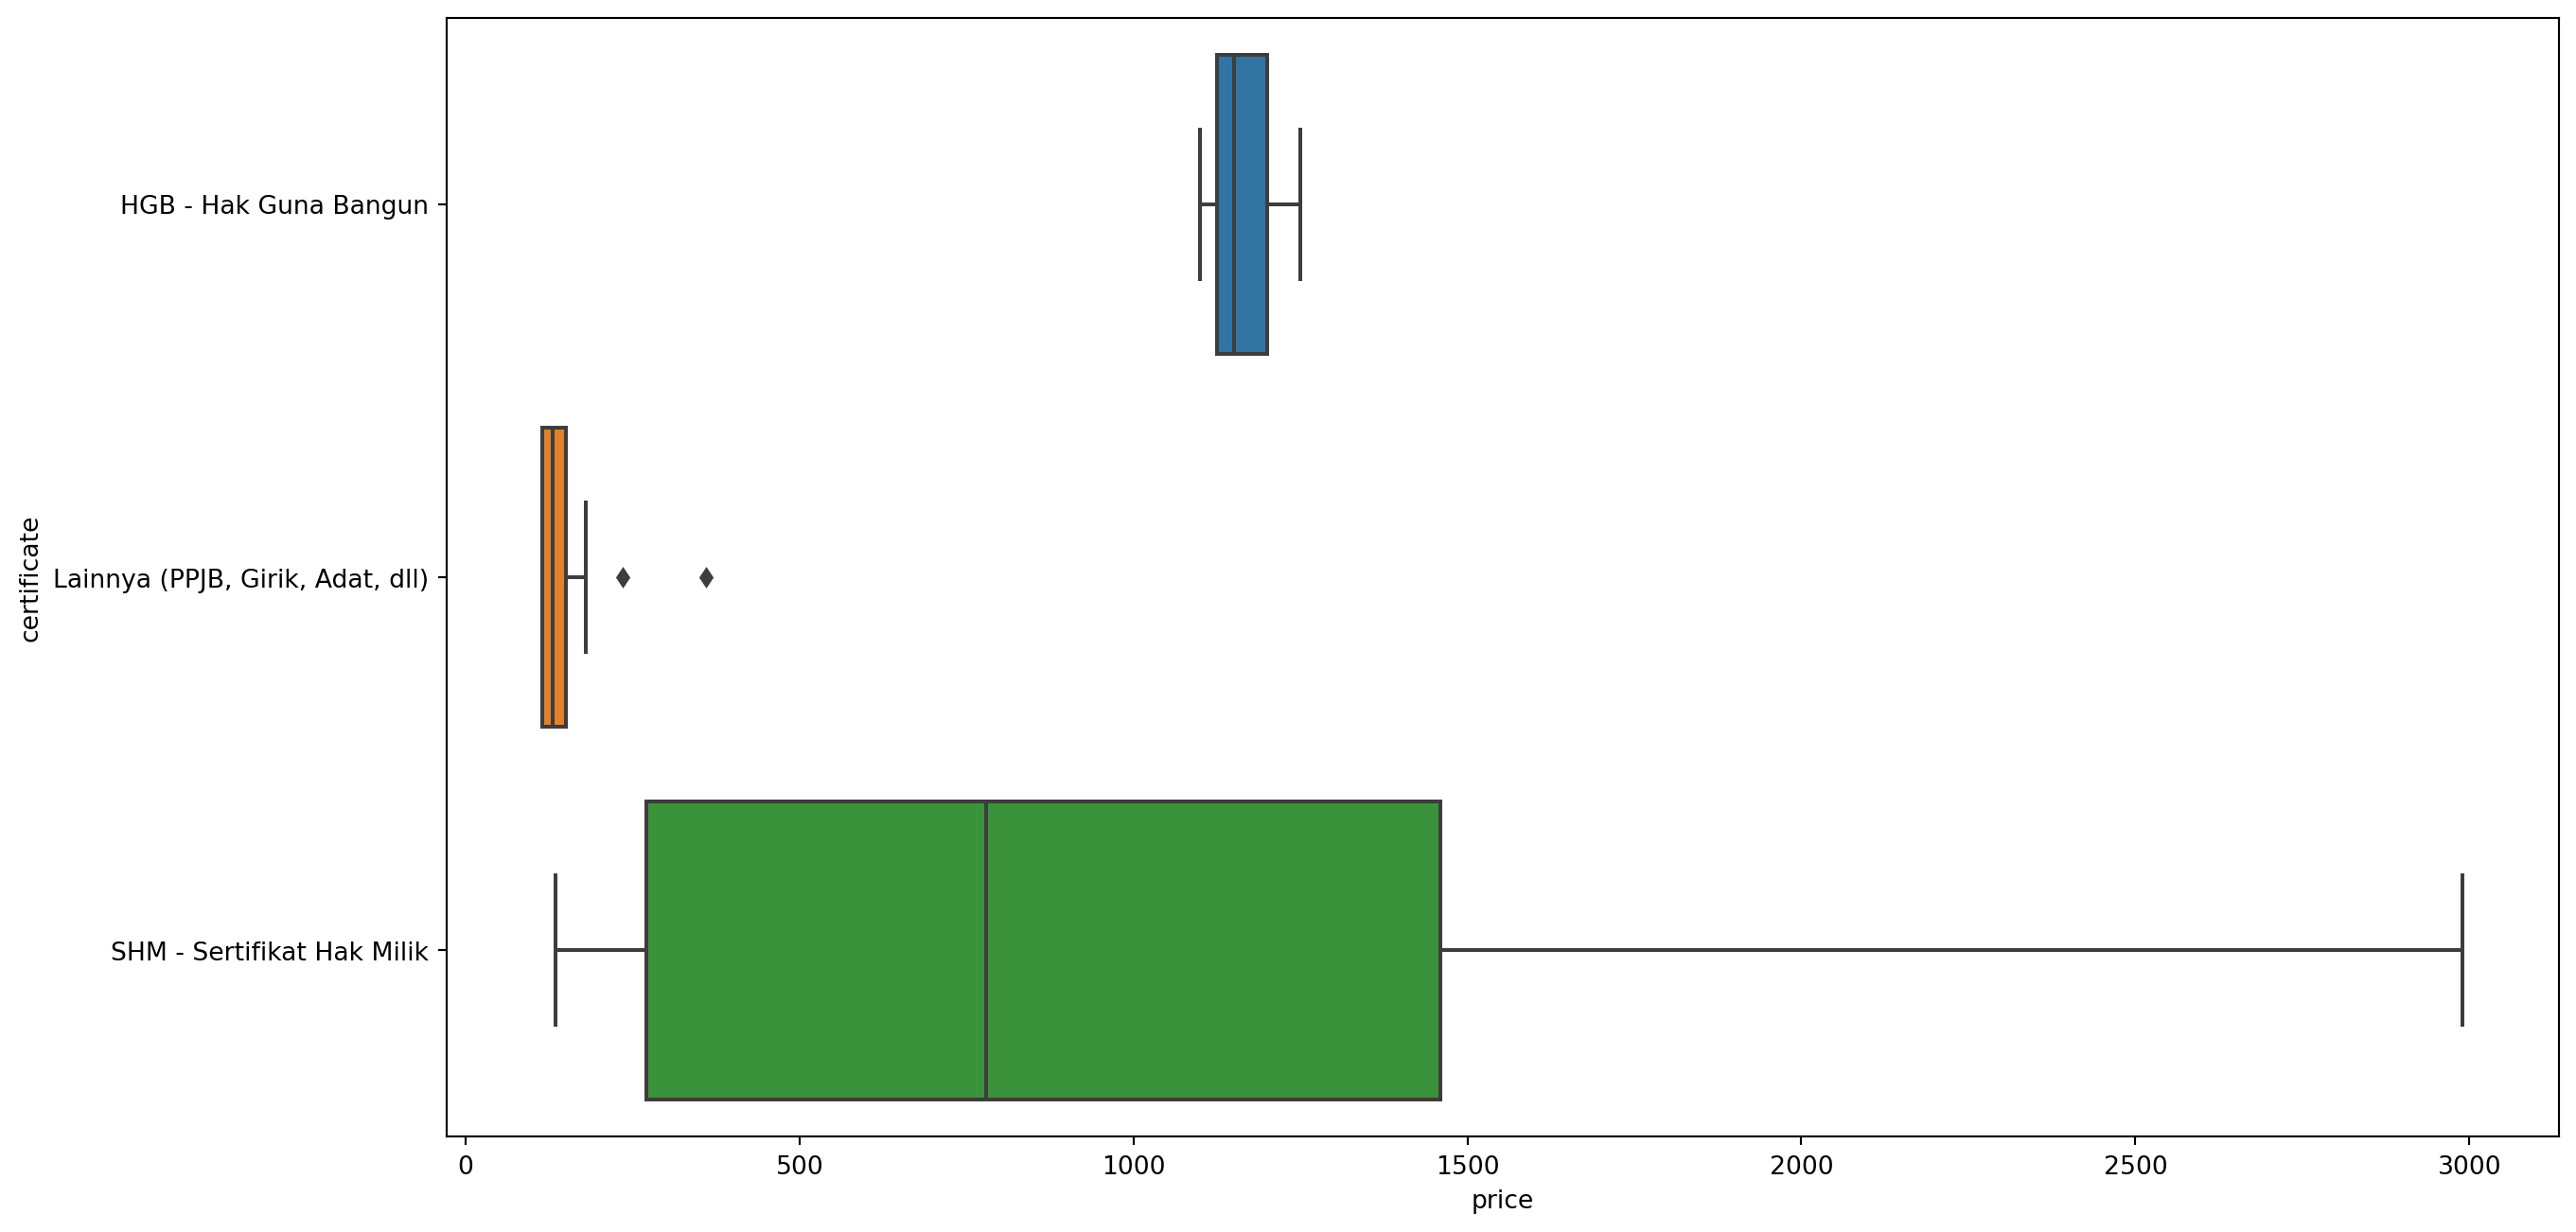 certificate
HGB - Hak Guna Bangun
Lainnya (PPJB, Girik, Adat, dll)
SHM - Sertifikat Hak Milik
0 500 1000 1500 2000 2500 3000
price